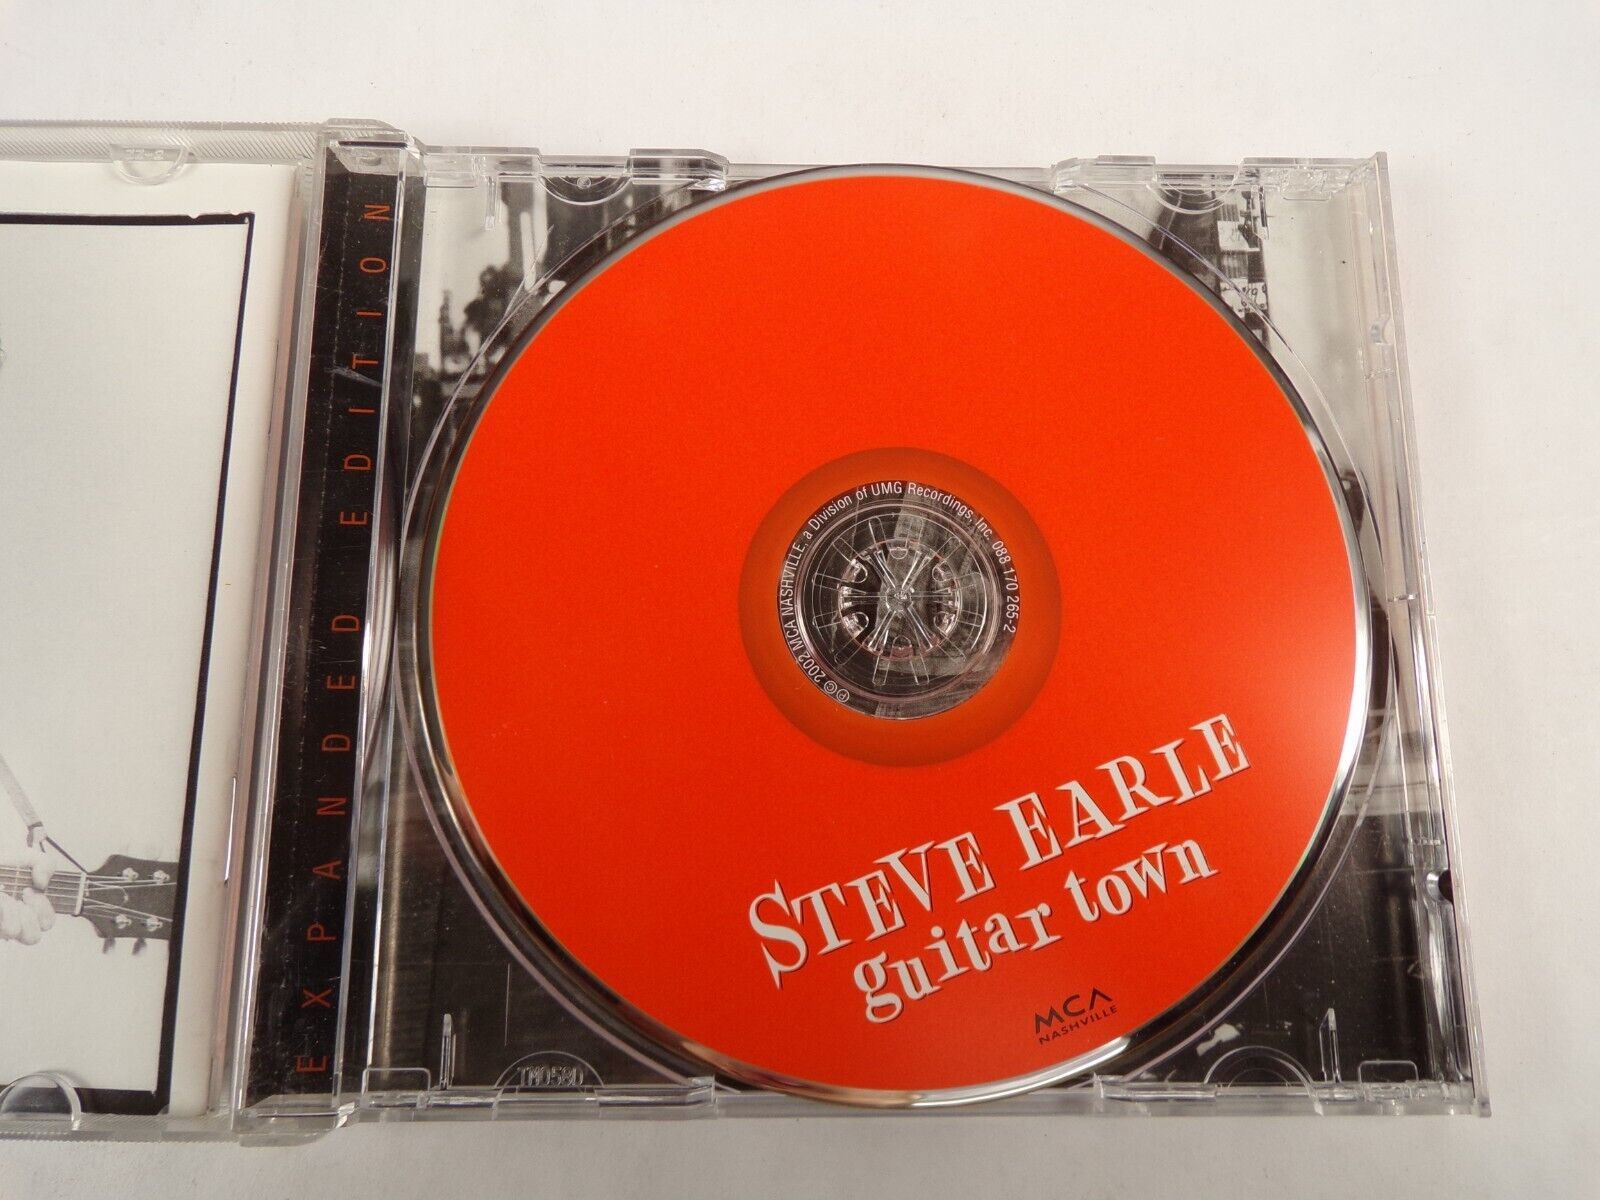 EXPANDED EDITION
℗© 2002 MCA NASHVILLE, a Division of UMG Recordings, Inc. 088 170 265-2
STEVE EARLE
guitar town
MCA
NASHVILLE
TM058D